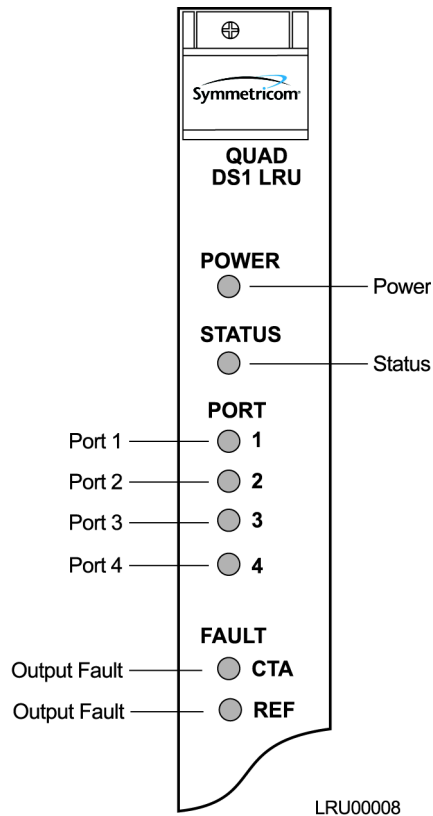 Symmetricom
QUAD
DS1 LRU
POWER
Power
STATUS
Status
PORT
Port 1 1
Port 2 2
Port 3 3
Port 4 4
FAULT
Output Fault CTA
Output Fault REF
LRU00008